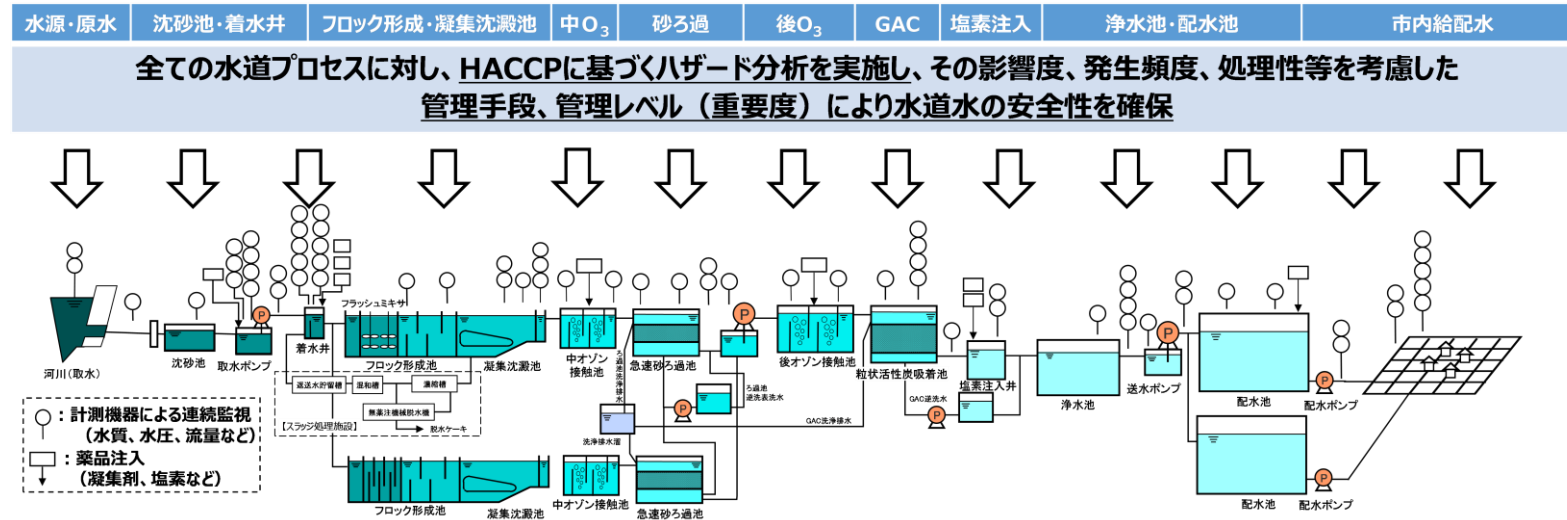 水源・原水
沈砂池・着水井
フロック形成・凝集沈澱池
中O₃
砂ろ過
後O₃
GAC
塩素注入
浄水池・配水池
市内給配水
全ての水道プロセスに対し、HACCPに基づくハザード分析を実施し、その影響度、発生頻度、処理性等を考慮した
管理手段、管理レベル（重要度）により水道水の安全性を確保
河川(取水)
沈砂池
P
取水ポンプ
着水井
フラッシュミキサ
フロック形成池
凝集沈澱池
中オゾン
接触池
急速砂ろ過池
P
後オゾン接触池
粒状活性炭吸着池
塩素注入井
浄水池
P
送水ポンプ
配水池
P
配水ポンプ
返送水貯留槽
混和槽
濃縮槽
無薬注機械脱水機
【スラッジ処理施設】
脱水ケーキ
ろ過池洗浄排水
洗浄排水溜
P
ろ過池
逆洗表洗水
GAC洗浄排水
GAC逆洗水
P
フロック形成池
凝集沈澱池
中オゾン接触池
急速砂ろ過池
配水池
P
配水ポンプ
：計測機器による連続監視
（水質、水圧、流量など）
：薬品注入
（凝集剤、塩素など）